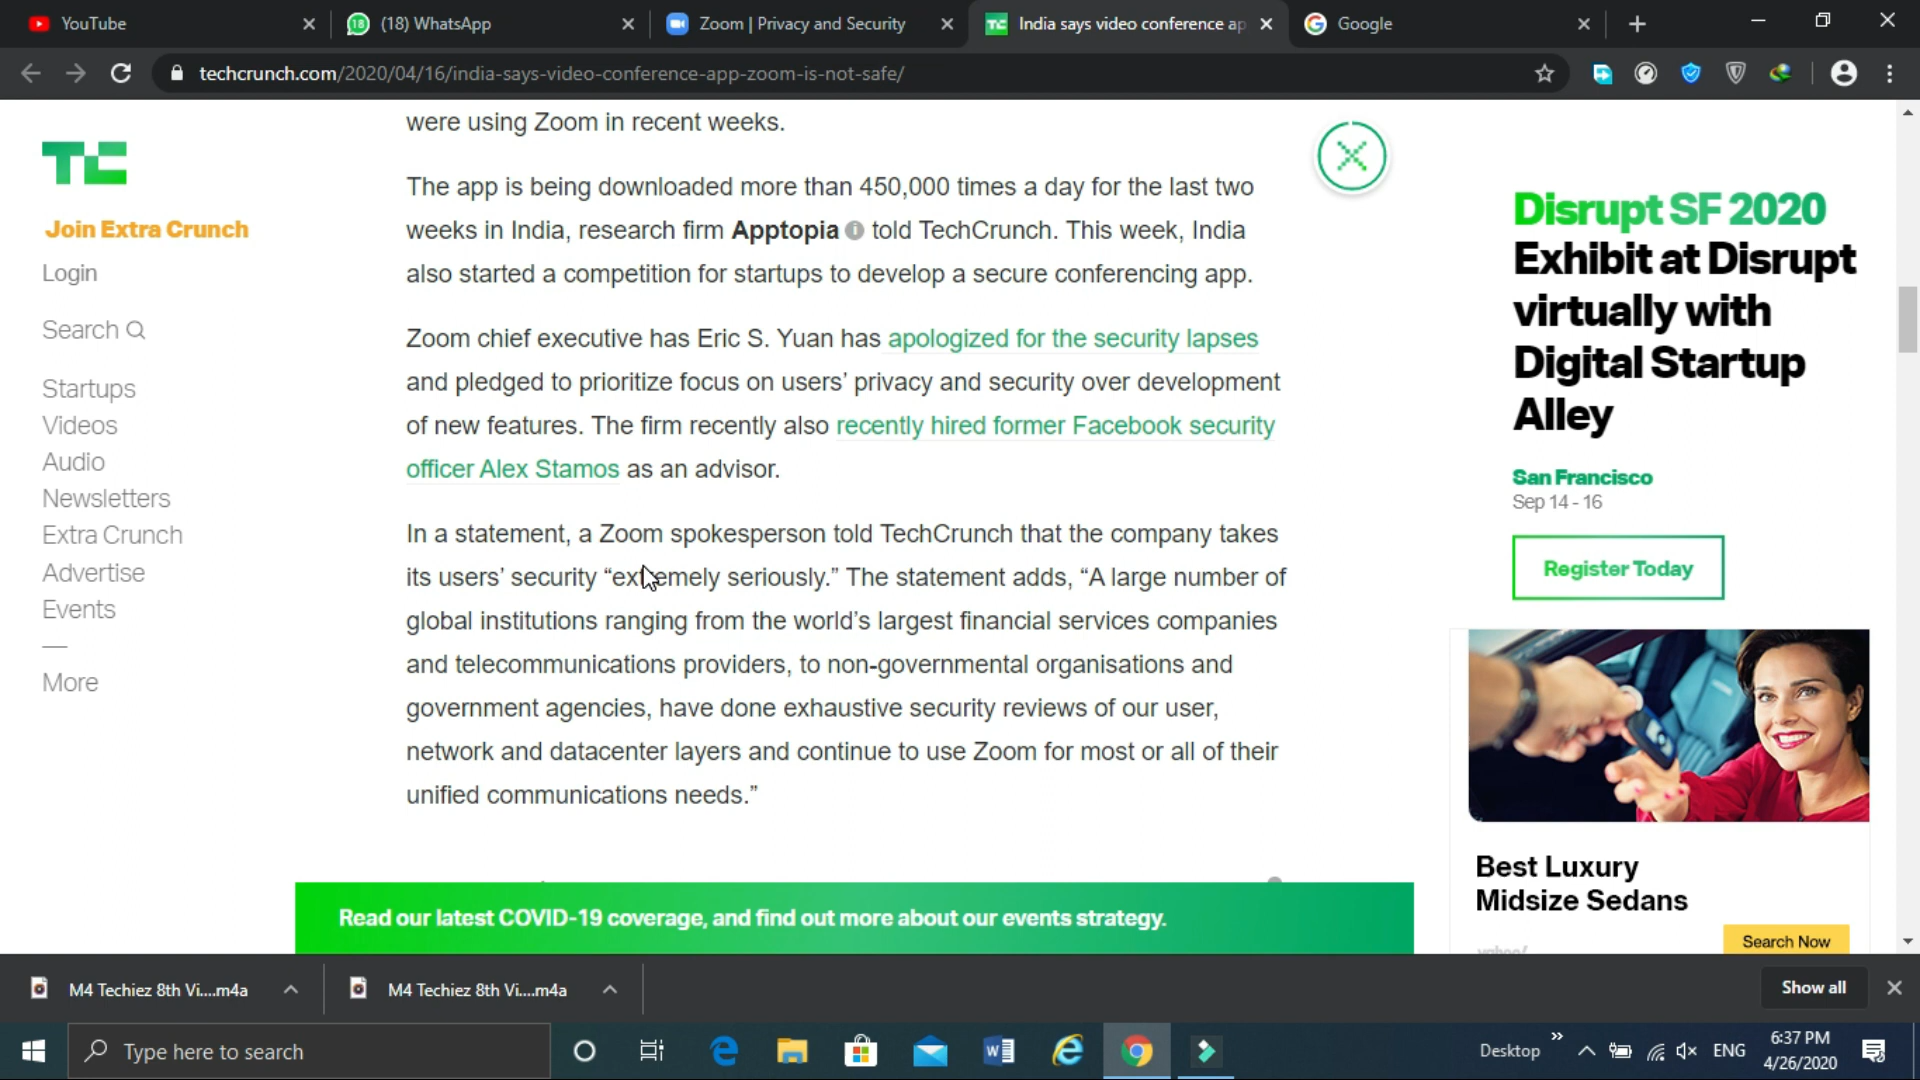 YouTube
(18) WhatsApp
Zoom | Privacy and Security
India says video conference ap
Google
techcrunch.com/2020/04/16/india-says-video-conference-app-zoom-is-not-safe/
TC
Join Extra Crunch
Login
Search
Startups
Videos
Audio
Newsletters
Extra Crunch
Advertise
Events
More
were using Zoom in recent weeks.
The app is being downloaded more than 450,000 times a day for the last two
weeks in India, research firm Apptopia told TechCrunch. This week, India
also started a competition for startups to develop a secure conferencing app.
Zoom chief executive has Eric S. Yuan has apologized for the security lapses
and pledged to prioritize focus on users’ privacy and security over development
of new features. The firm recently also recently hired former Facebook security
officer Alex Stamos as an advisor.
In a statement, a Zoom spokesperson told TechCrunch that the company takes
its users’ security “extremely seriously.” The statement adds, “A large number of
global institutions ranging from the world’s largest financial services companies
and telecommunications providers, to non-governmental organisations and
government agencies, have done exhaustive security reviews of our user,
network and datacenter layers and continue to use Zoom for most or all of their
unified communications needs.”
Read our latest COVID-19 coverage, and find out more about our events strategy.
Disrupt SF 2020
Exhibit at Disrupt
virtually with
Digital Startup
Alley
San Francisco
Sep 14 - 16
Register Today
Best Luxury
Midsize Sedans
Search Now
M4 Techiez 8th Vi....m4a
M4 Techiez 8th Vi....m4a
Show all
Type here to search
Desktop
ENG
6:37 PM
4/26/2020